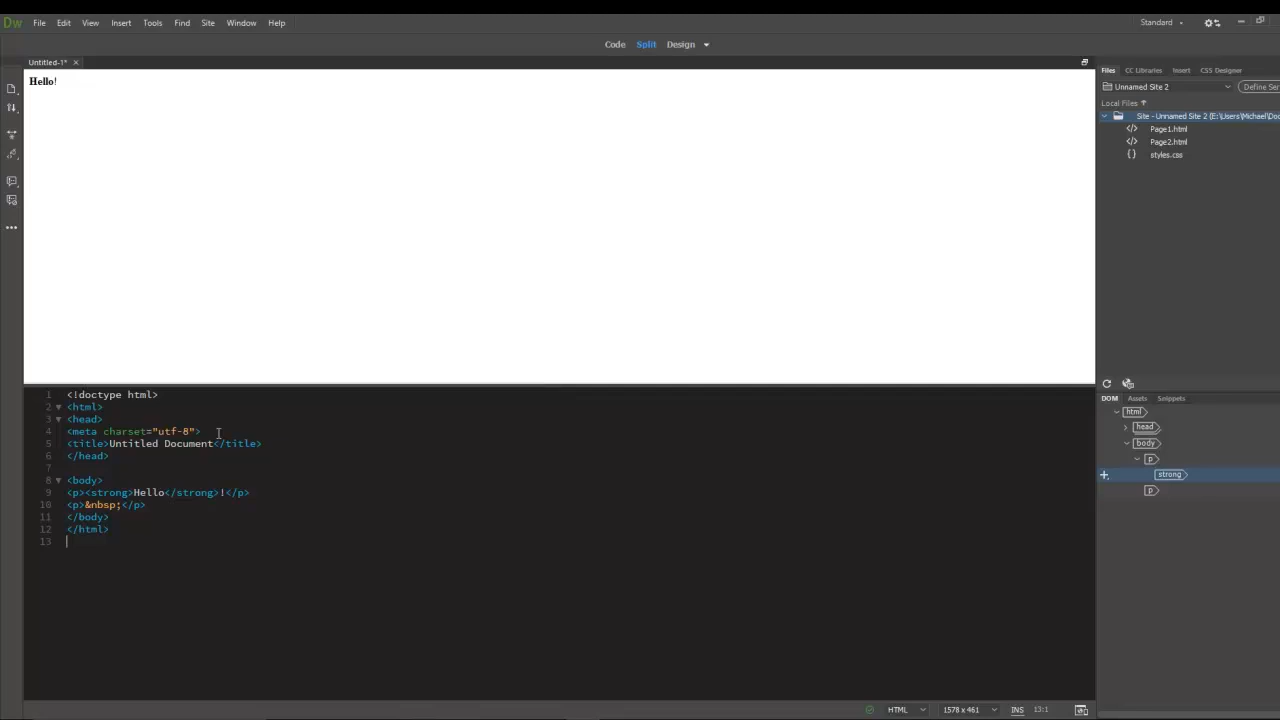 Dw File Edit View Insert Tools Find Site Window Help Standard
Code Split Design
Untitled-1*
Hello!
1 <!doctype html>
2 <html>
3 <head>
4 <meta charset="utf-8">
5 <title>Untitled Document</title>
6 </head>
7
8 <body>
9 <p><strong>Hello</strong>!</p>
10 <p>&nbsp;</p>
11 </body>
12 </html>
13
HTML 1578 x 461 INS 13:1
Files CC Libraries Insert CSS Designer
Unnamed Site 2 Define Ser
Local Files
Site - Unnamed Site 2 (E:\Users\Michael\Doc
Page1.html
Page2.html
styles.css
DOM Assets Snippets
html
head
body
p
strong
p